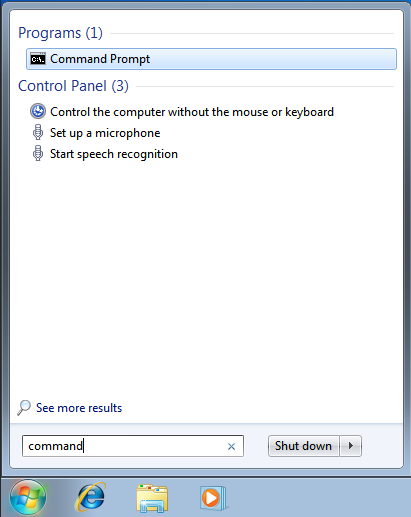 Programs (1)
Command Prompt
Control Panel (3)
Control the computer without the mouse or keyboard
Set up a microphone
Start speech recognition
See more results
command
Shut down